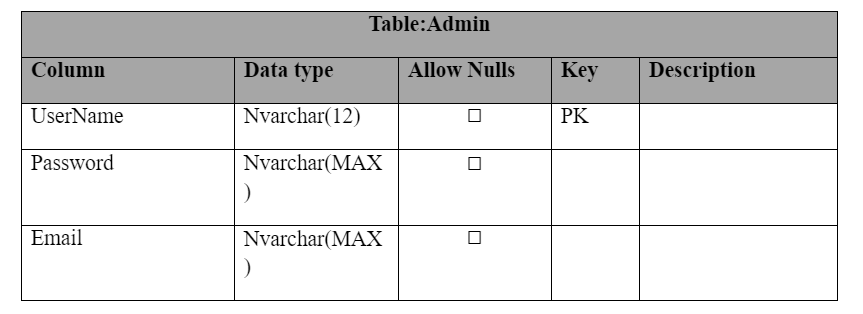 Table:Admin
Column Data type Allow Nulls Key Description
UserName Nvarchar(12) ☐ PK
Password Nvarchar(MAX ☐
)
Email Nvarchar(MAX ☐
)